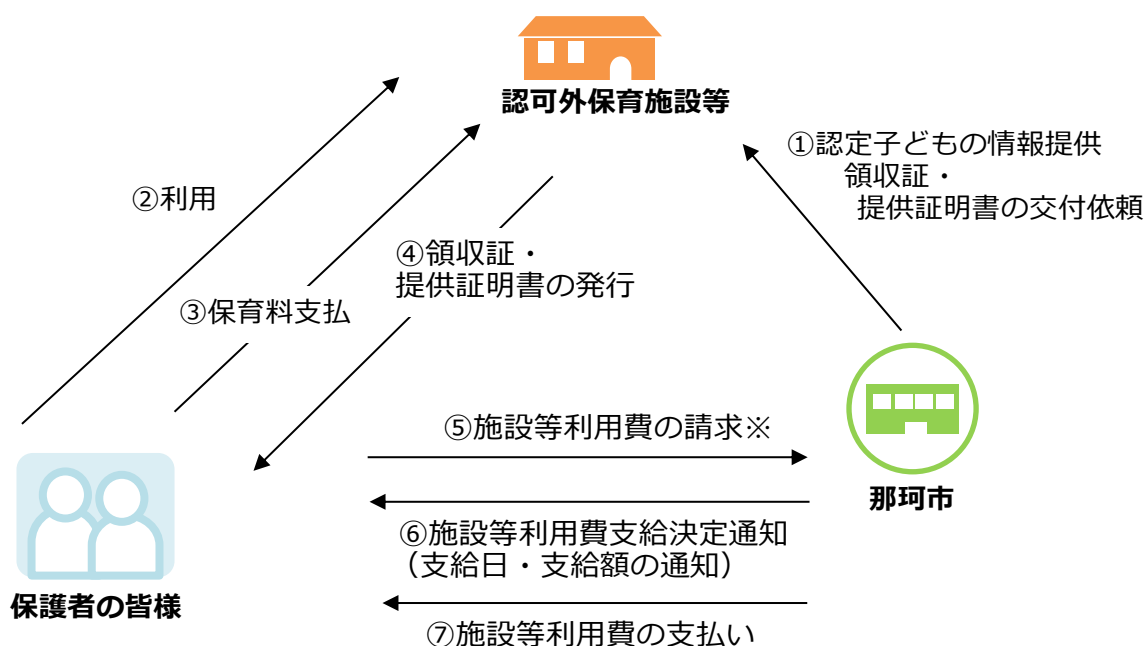 認可外保育施設等
①認定子どもの情報提供
領収証・
提供証明書の交付依頼
②利用
④領収証・
提供証明書の発行
③保育料支払
⑤施設等利用費の請求※
那珂市
⑥施設等利用費支給決定通知
（支給日・支給額の通知）
保護者の皆様
⑦施設等利用費の支払い